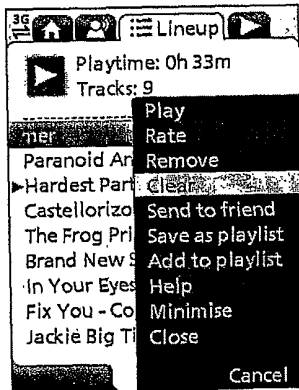 3G
Lineup
Playtime: 0h 33m
Tracks: 9
mer
Paranoid An
Hardest Part
Castellorizo
The Frog Pri
Brand New S
In Your Eyes
Fix You - Co
Jackie Big Ti
Play
Rate
Remove
Clear
Send to friend
Save as playlist
Add to playlist
Help
Minimise
Close
Cancel